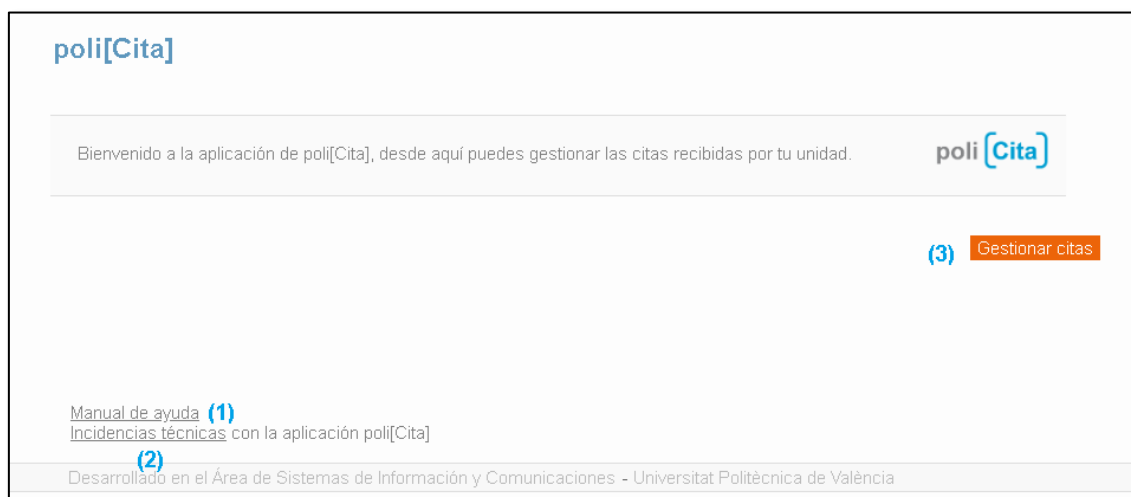 poli[Cita]
Bienvenido a la aplicación de poli[Cita], desde aquí puedes gestionar las citas recibidas por tu unidad.
poli[Cita]
(3) Gestionar citas
Manual de ayuda (1)
Incidencias técnicas con la aplicación poli[Cita]
(2)
Desarrollado en el Área de Sistemas de Información y Comunicaciones - Universitat Politècnica de València